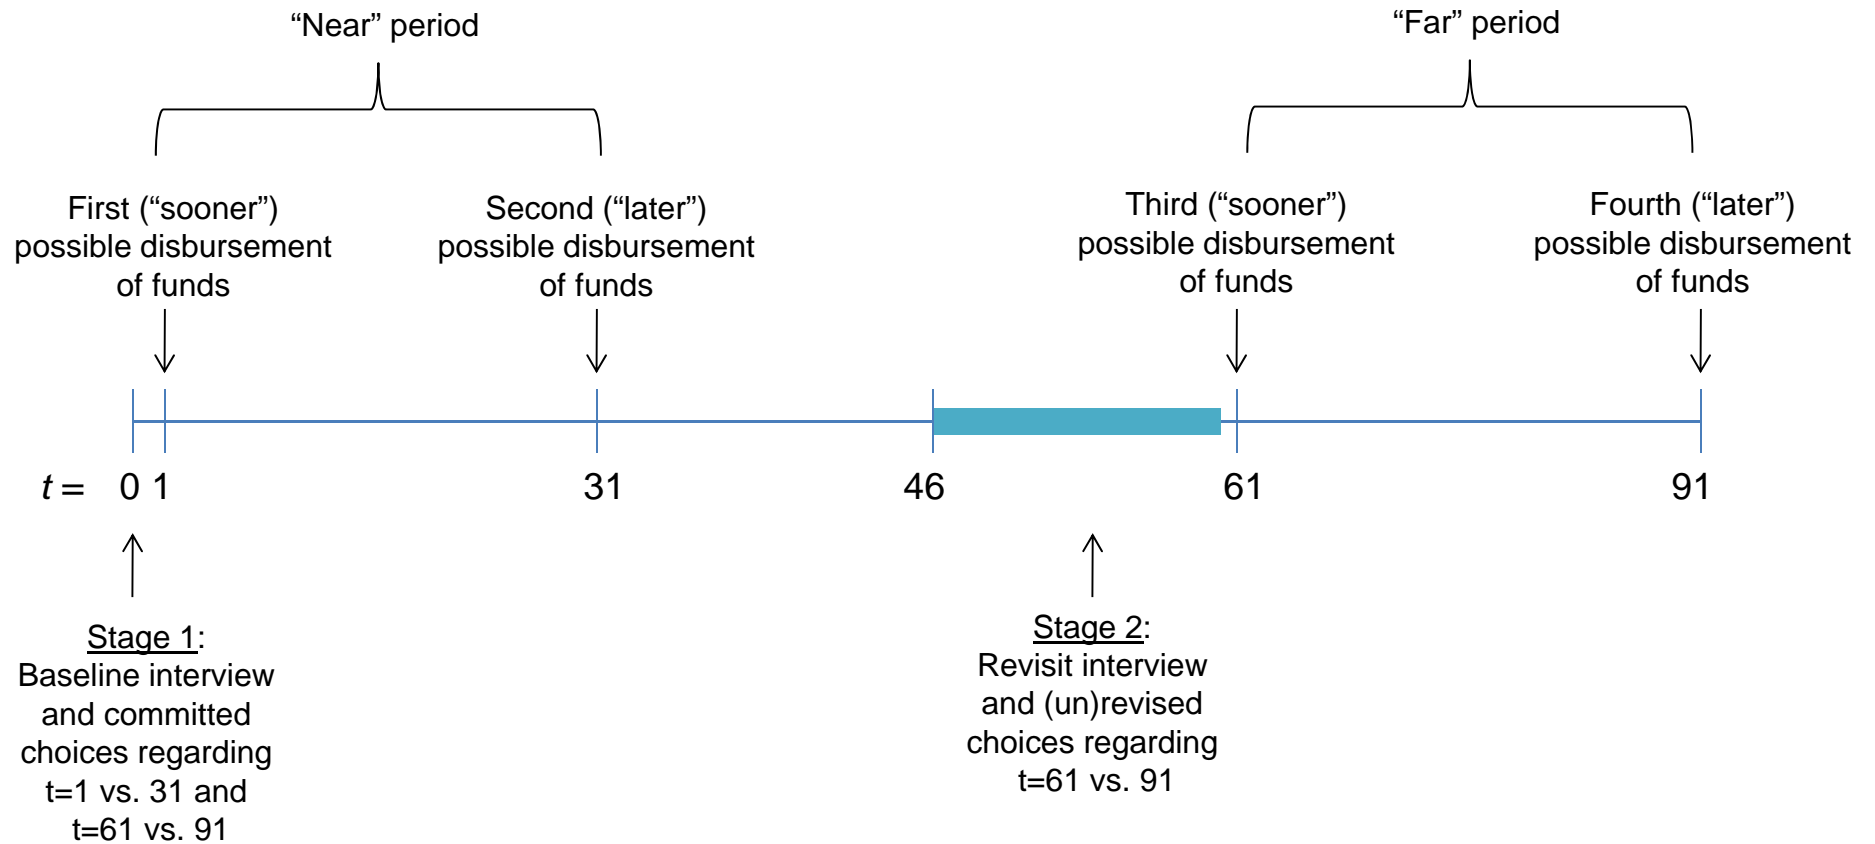 “Near” period
“Far” period
First (“sooner”)
possible disbursement
of funds
Second (“later”)
possible disbursement
of funds
Third (“sooner”)
possible disbursement
of funds
Fourth (“later”)
possible disbursement
of funds
t = 0 1 31 46 61 91
Stage 1:
Baseline interview
and committed
choices regarding
t=1 vs. 31 and
t=61 vs. 91
Stage 2:
Revisit interview
and (un)revised
choices regarding
t=61 vs. 91